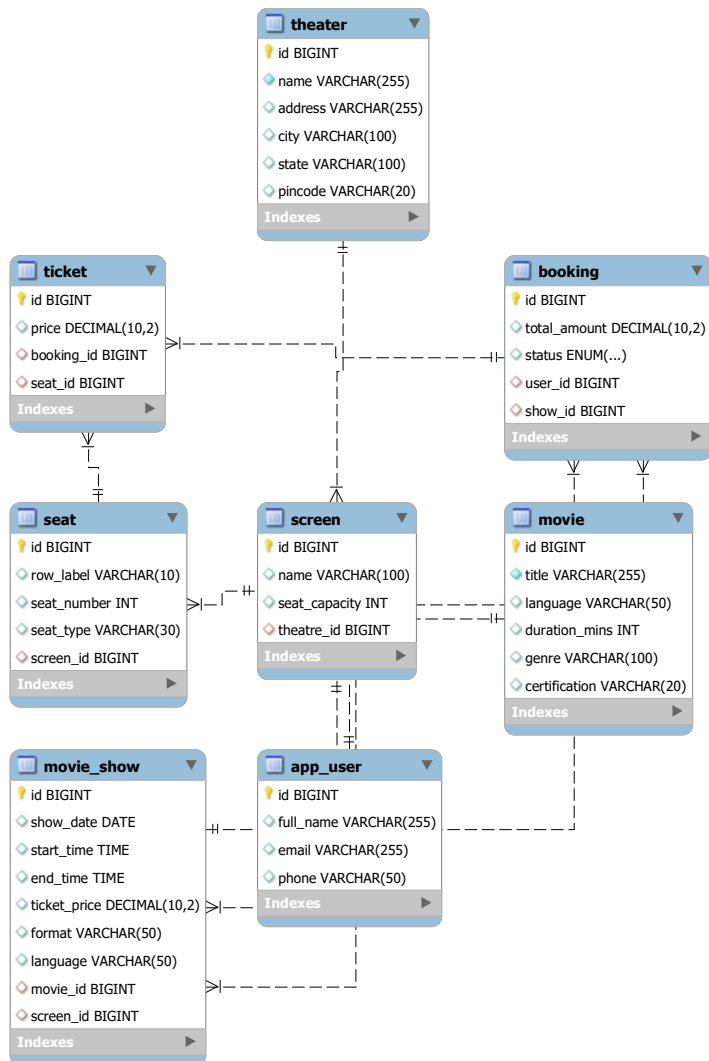 theater
id BIGINT
name VARCHAR(255)
address VARCHAR(255)
city VARCHAR(100)
state VARCHAR(100)
pincode VARCHAR(20)
Indexes
ticket
id BIGINT
price DECIMAL(10,2)
booking_id BIGINT
seat_id BIGINT
Indexes
booking
id BIGINT
total_amount DECIMAL(10,2)
status ENUM(...)
user_id BIGINT
show_id BIGINT
Indexes
seat
id BIGINT
row_label VARCHAR(10)
seat_number INT
seat_type VARCHAR(30)
screen_id BIGINT
Indexes
screen
id BIGINT
name VARCHAR(100)
seat_capacity INT
theatre_id BIGINT
Indexes
movie
id BIGINT
title VARCHAR(255)
language VARCHAR(50)
duration_mins INT
genre VARCHAR(100)
certification VARCHAR(20)
Indexes
movie_show
id BIGINT
show_date DATE
start_time TIME
end_time TIME
ticket_price DECIMAL(10,2)
format VARCHAR(50)
language VARCHAR(50)
movie_id BIGINT
screen_id BIGINT
Indexes
app_user
id BIGINT
full_name VARCHAR(255)
email VARCHAR(255)
phone VARCHAR(50)
Indexes